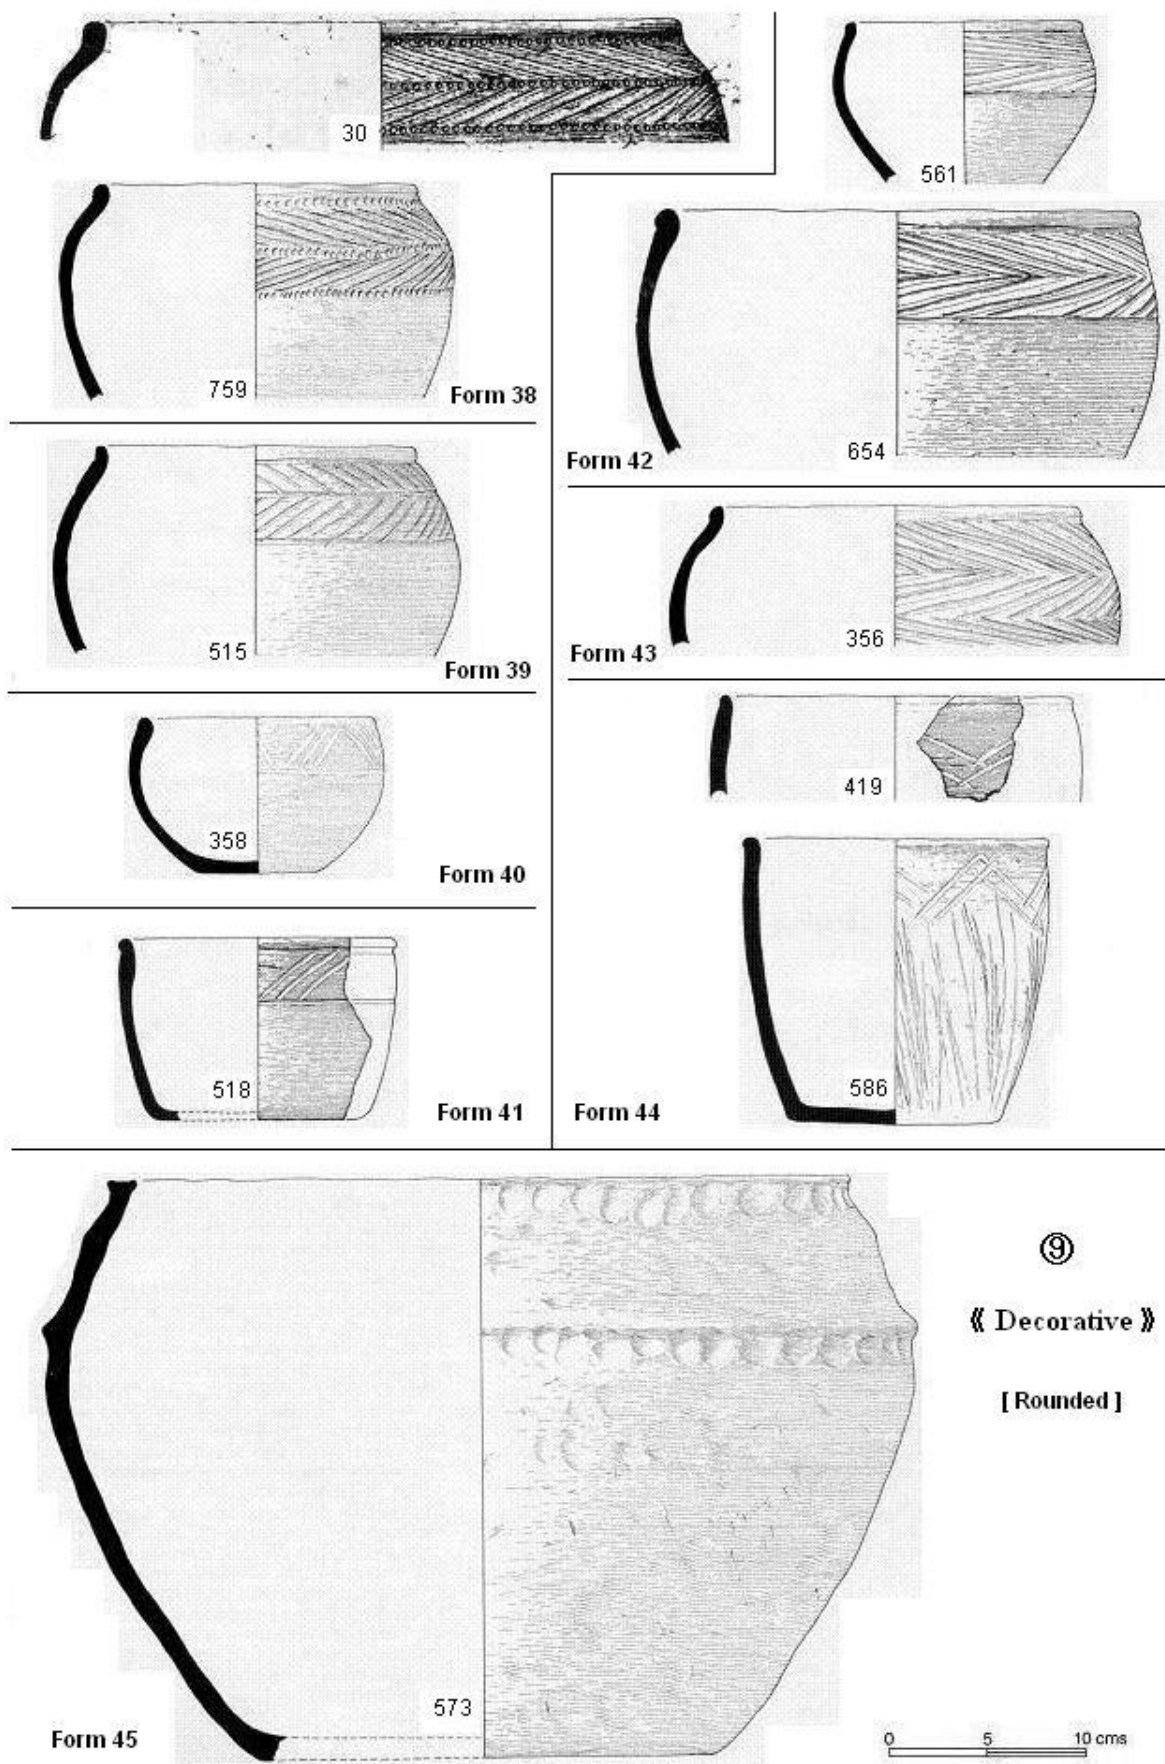 30
561
759
Form 38
654
Form 42
515
Form 39
356
Form 43
358
Form 40
419
518
Form 41
586
Form 44
573
Form 45
⑨
⟪ Decorative ⟫
[ Rounded ]
0 5 10 cms